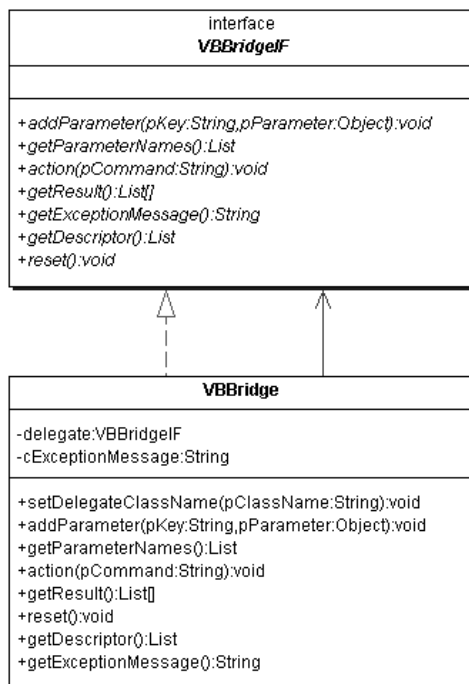 interface
VBBridgeIF
+addParameter(pKey:String,pParameter:Object):void
+getParameterNames():List
+action(pCommand:String):void
+getResult():List[]
+getExceptionMessage():String
+getDescriptor():List
+reset():void
VBBridge
-delegate:VBBridgeIF
-cExceptionMessage:String
+setDelegateClassName(pClassName:String):void
+addParameter(pKey:String,pParameter:Object):void
+getParameterNames():List
+action(pCommand:String):void
+getResult():List[]
+reset():void
+getDescriptor():List
+getExceptionMessage():String